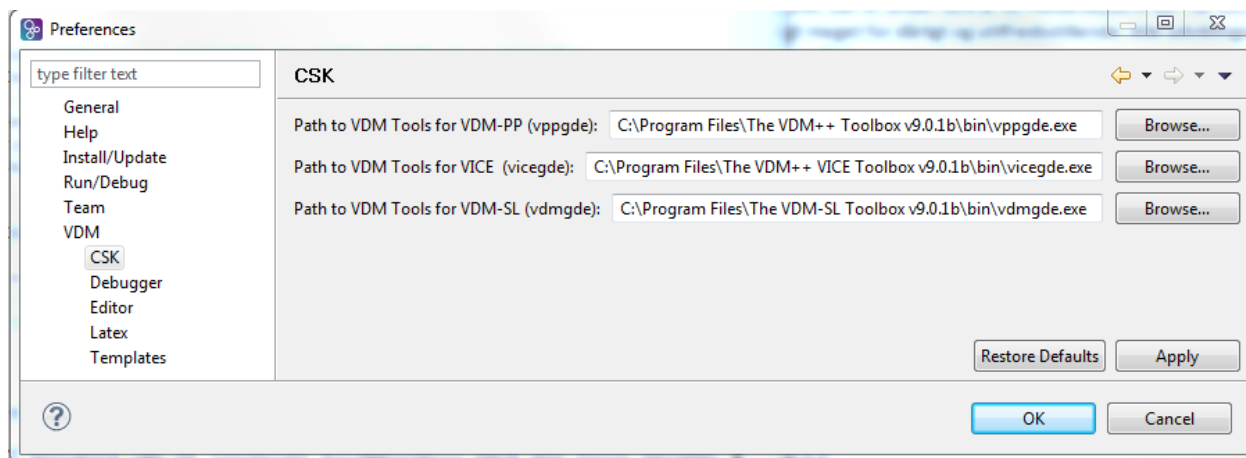 Preferences
type filter text
General
Help
Install/Update
Run/Debug
Team
VDM
CSK
Debugger
Editor
Latex
Templates
CSK
Path to VDM Tools for VDM-PP (vppgde): C:\Program Files\The VDM++ Toolbox v9.0.1b\bin\vppgde.exe Browse...
Path to VDM Tools for VICE (vicegde): C:\Program Files\The VDM++ VICE Toolbox v9.0.1b\bin\vicegde.exe Browse...
Path to VDM Tools for VDM-SL (vdmgde): C:\Program Files\The VDM-SL Toolbox v9.0.1b\bin\vdmgde.exe Browse...
Restore Defaults Apply
? OK Cancel